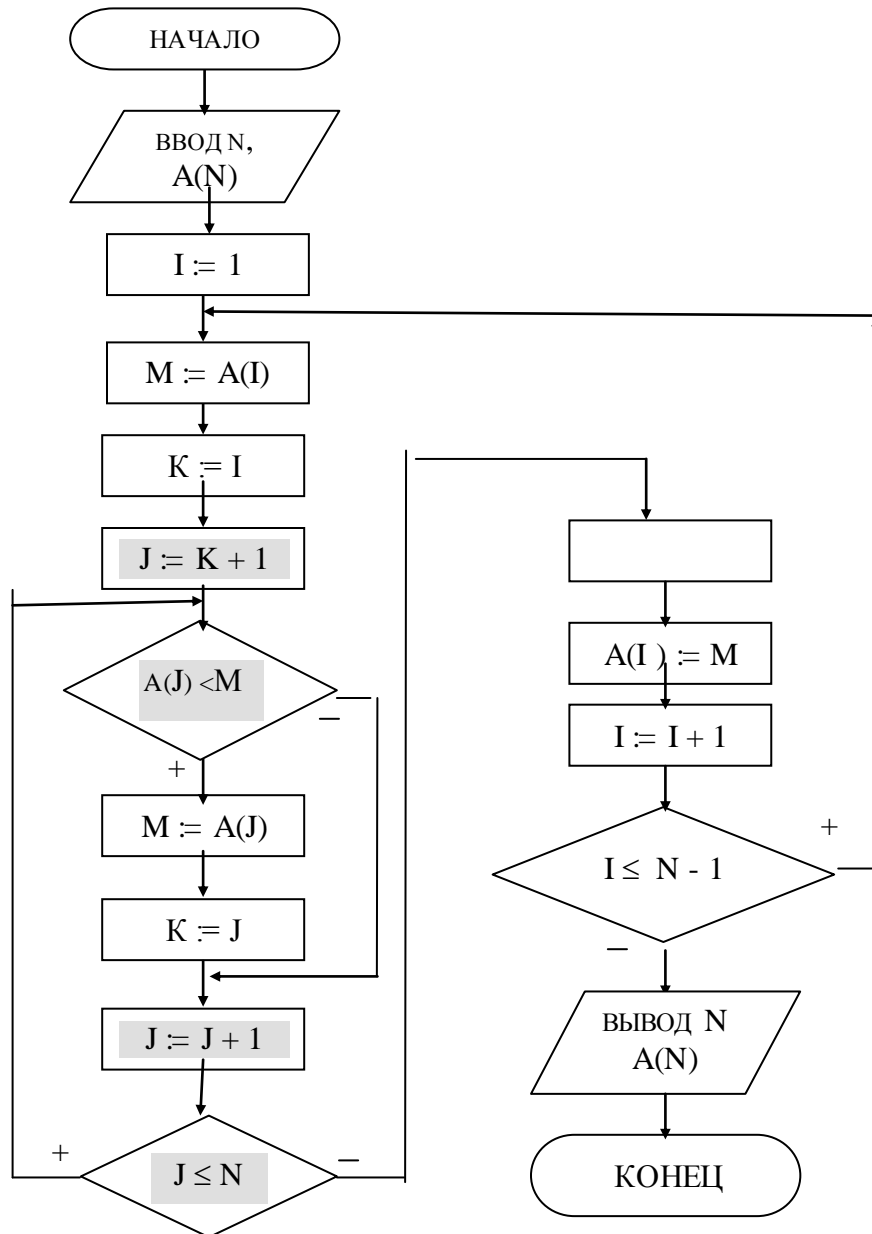 НАЧАЛО
ВВОД N,
A(N)
I := 1
M := A(I)
К := I
J := K + 1
A(J) <M
–
+
M := A(J)
К := J
J := J + 1
+
J ≤ N
–
A(I ) := M
I := I + 1
+
I ≤ N - 1
–
ВЫВОД N
A(N)
КОНЕЦ